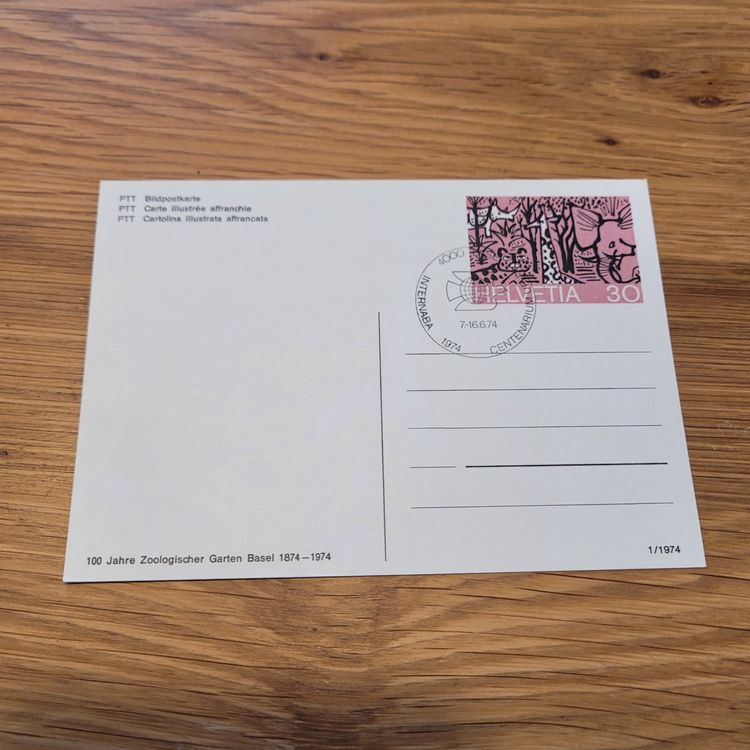 PTT Bildpostkarte
PTT Carte illustrée affranchie
PTT Cartolina illustrata affrancata
HELVETIA 30
4000
INTERNABA 1974 CENTENARIUM
7.-16.6.74
100 Jahre Zoologischer Garten Basel 1874–1974
1/1974